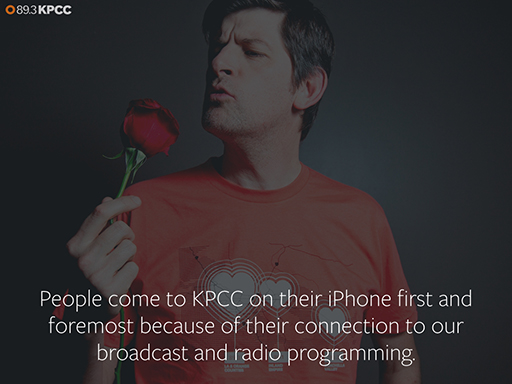 89.3 KPCC
People come to KPCC on their iPhone first and
foremost because of their connection to our
broadcast and radio programming.